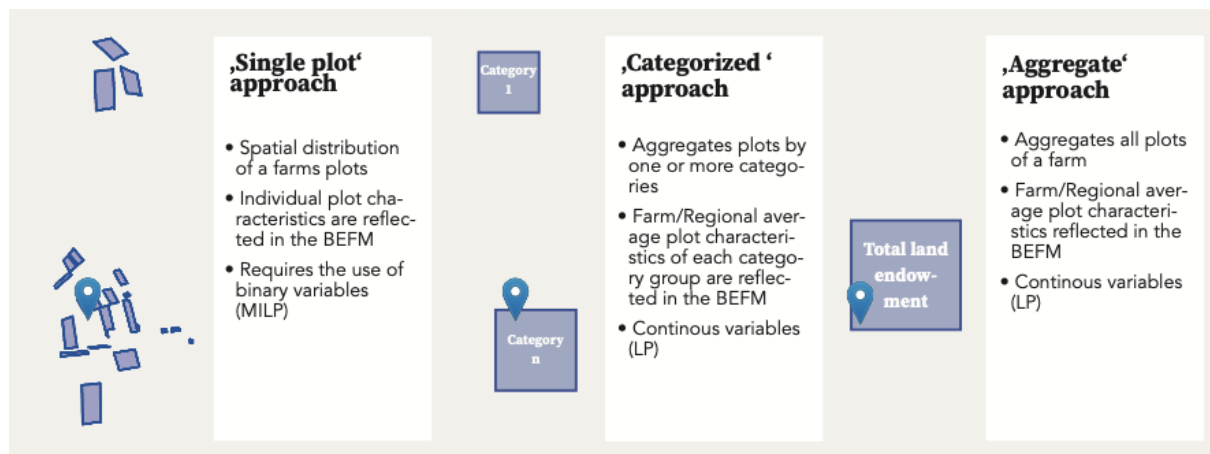 ‚Single plot‘
approach
• Spatial distribution
of a farms plots
• Individual plot cha-
racteristics are reflec-
ted in the BEFM
• Requires the use of
binary variables
(MILP)
Category
1
Category
n
‚Categorized ‘
approach
• Aggregates plots by
one or more catego-
ries
• Farm/Regional aver-
age plot characteri-
stics of each catego-
ry group are reflec-
ted in the BEFM
• Continous variables
(LP)
Total land
endow-
ment
‚Aggregate‘
approach
• Aggregates all plots
of a farm
• Farm/Regional aver-
age plot characteri-
stics reflected in the
BEFM
• Continous variables
(LP)